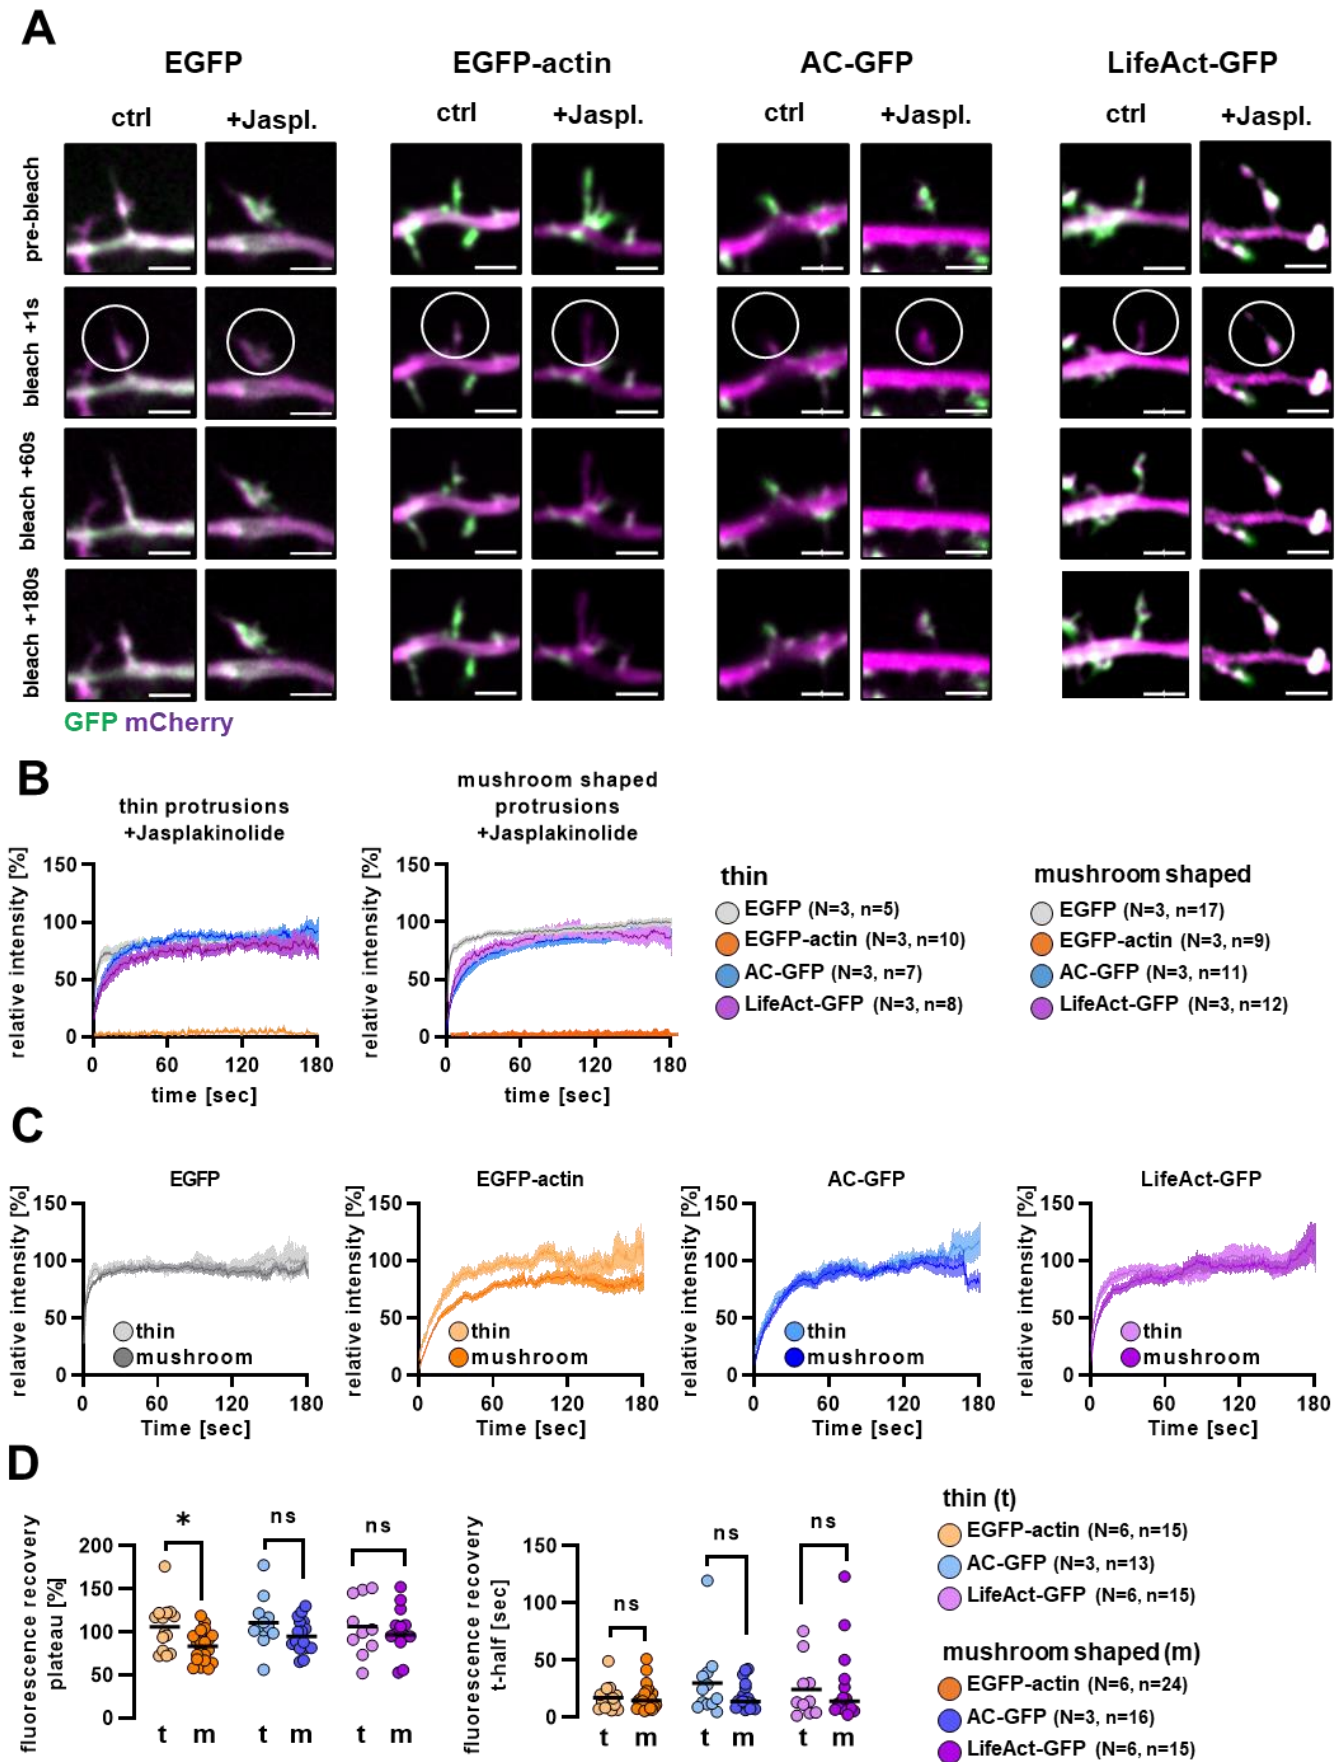 A
EGFP EGFP-actin AC-GFP LifeAct-GFP
ctrl +Jaspl. ctrl +Jaspl. ctrl +Jaspl. ctrl +Jaspl.
pre-bleach
bleach +1s
bleach +60s
bleach +180s
GFP mCherry
B
thin protrusions
+Jasplakinolide
relative intensity [%]
150
100
50
0
0 60 120 180
time [sec]
mushroom shaped
protrusions
+Jasplakinolide
relative intensity [%]
150
100
50
0
0 60 120 180
time [sec]
thin
EGFP (N=3, n=5)
EGFP-actin (N=3, n=10)
AC-GFP (N=3, n=7)
LifeAct-GFP (N=3, n=8)
mushroom shaped
EGFP (N=3, n=17)
EGFP-actin (N=3, n=9)
AC-GFP (N=3, n=11)
LifeAct-GFP (N=3, n=12)
C
EGFP
relative intensity [%]
150
100
50
0
thin
mushroom
0 60 120 180
Time [sec]
EGFP-actin
relative intensity [%]
150
100
50
0
thin
mushroom
0 60 120 180
Time [sec]
AC-GFP
relative intensity [%]
150
100
50
0
thin
mushroom
0 60 120 180
Time [sec]
LifeAct-GFP
relative intensity [%]
150
100
50
0
thin
mushroom
0 60 120 180
Time [sec]
D
fluorescence recovery
plateau [%]
200
150
100
50
0
* ns ns
t m t m t m
fluorescence recovery
t-half [sec]
150
100
50
0
ns ns ns
t m t m t m
thin (t)
EGFP-actin (N=6, n=15)
AC-GFP (N=3, n=13)
LifeAct-GFP (N=6, n=15)
mushroom shaped (m)
EGFP-actin (N=6, n=24)
AC-GFP (N=3, n=16)
LifeAct-GFP (N=6, n=15)